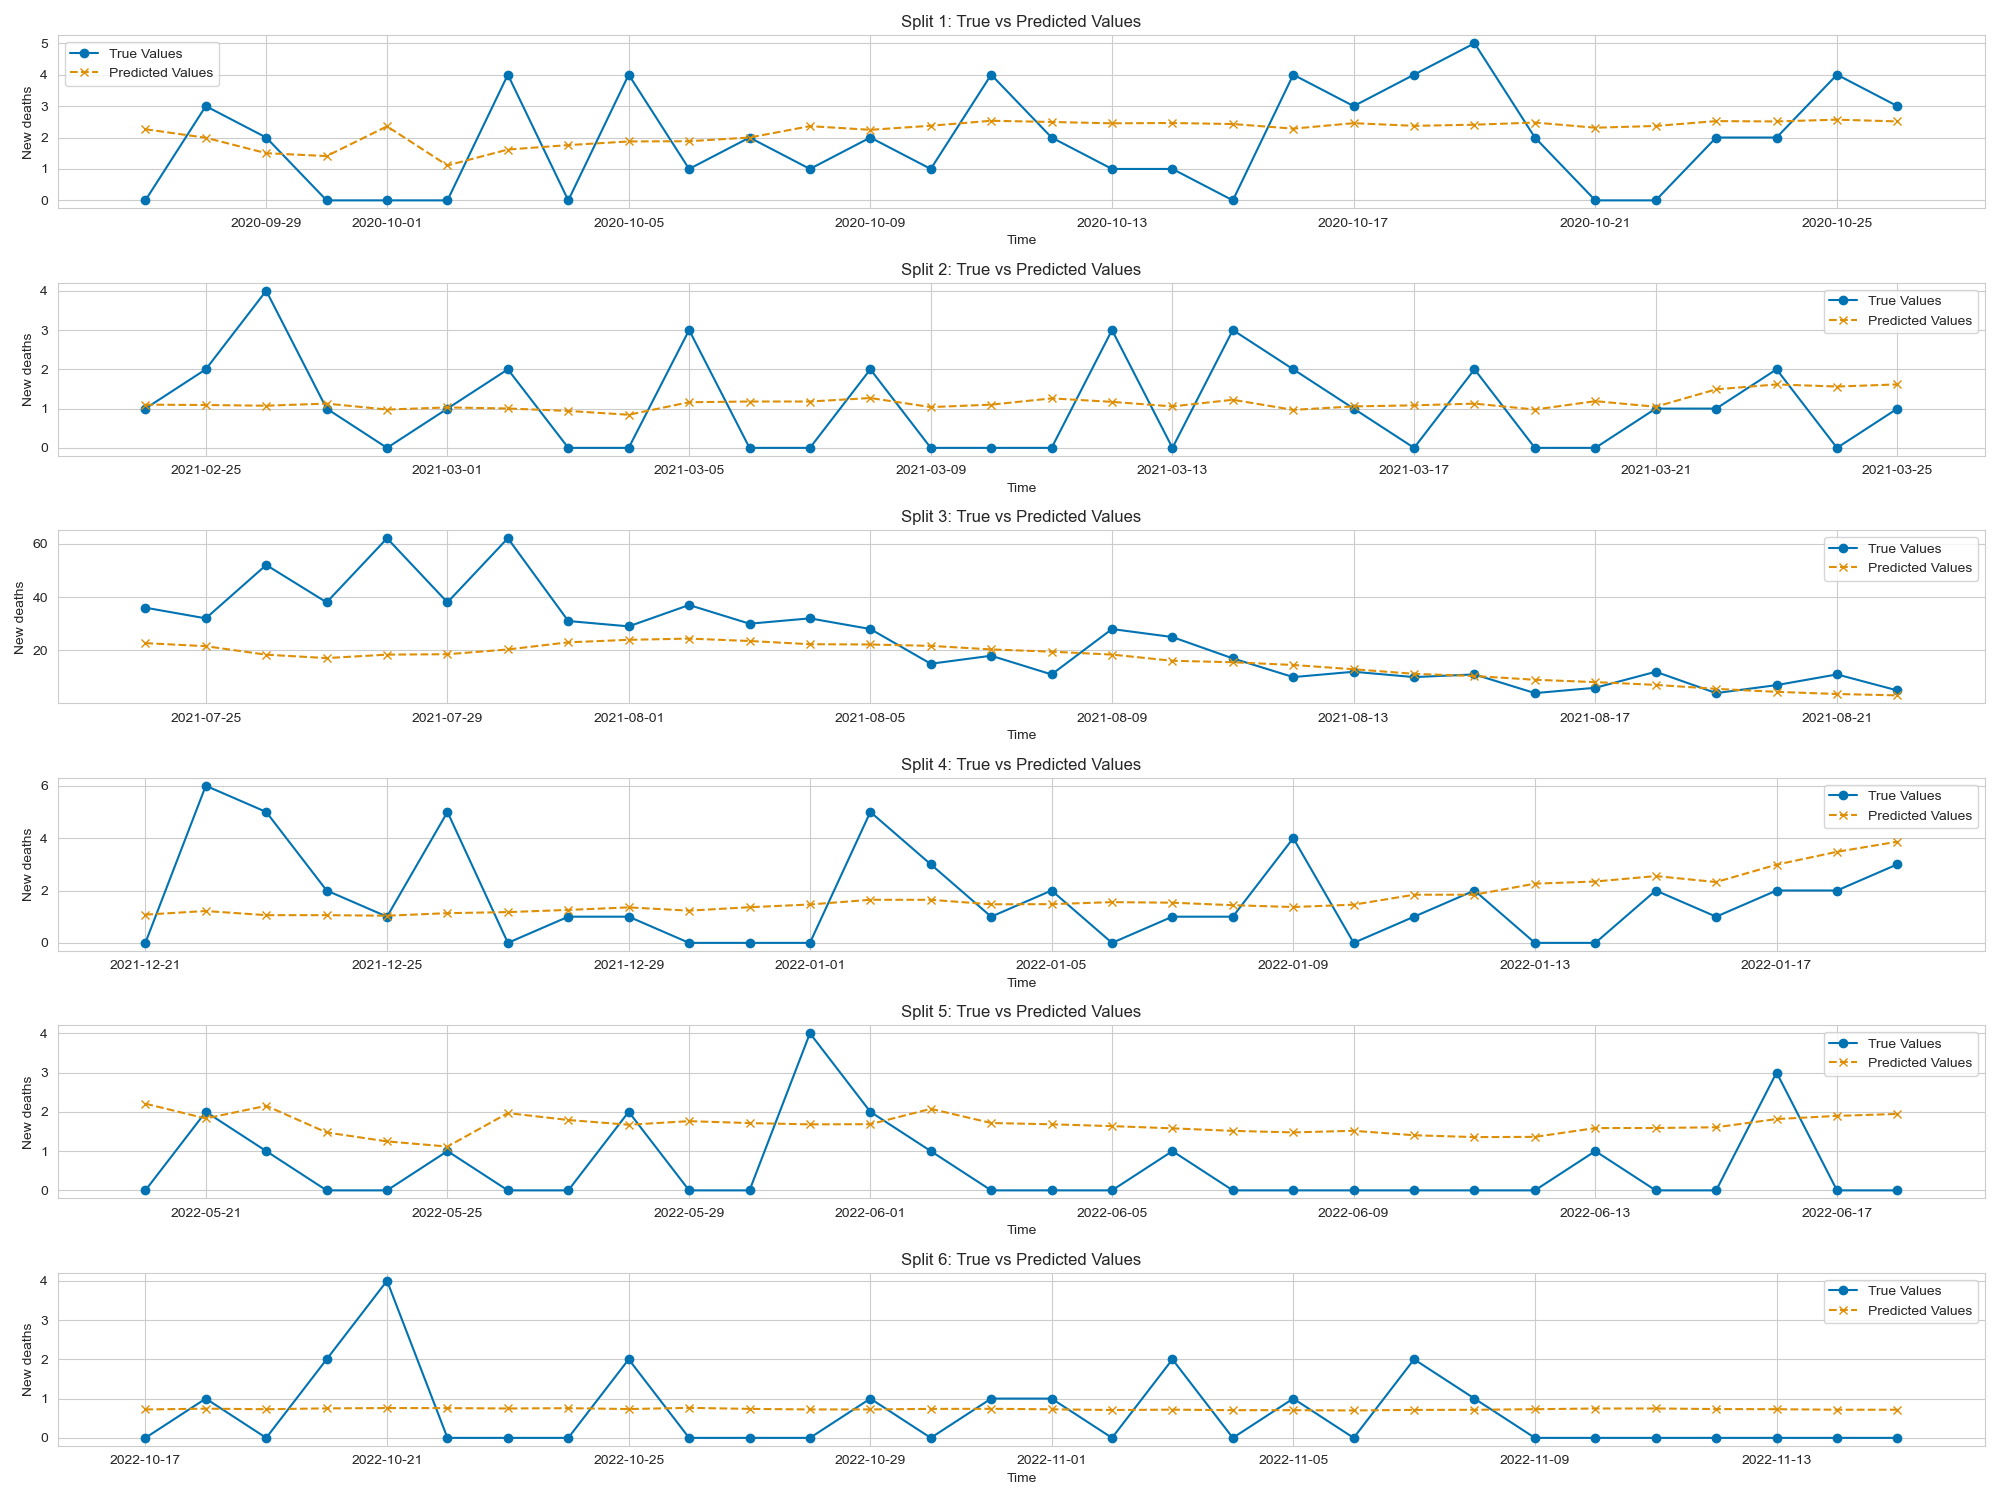 Split 1: True vs Predicted Values
True Values
Predicted Values
New deaths
5
4
3
2
1
0
2020-09-29 2020-10-01 2020-10-05 2020-10-09 2020-10-13 2020-10-17 2020-10-21 2020-10-25
Time
Split 2: True vs Predicted Values
True Values
Predicted Values
New deaths
4
3
2
1
0
2021-02-25 2021-03-01 2021-03-05 2021-03-09 2021-03-13 2021-03-17 2021-03-21 2021-03-25
Time
Split 3: True vs Predicted Values
True Values
Predicted Values
New deaths
60
40
20
2021-07-25 2021-07-29 2021-08-01 2021-08-05 2021-08-09 2021-08-13 2021-08-17 2021-08-21
Time
Split 4: True vs Predicted Values
True Values
Predicted Values
New deaths
6
4
2
0
2021-12-21 2021-12-25 2021-12-29 2022-01-01 2022-01-05 2022-01-09 2022-01-13 2022-01-17
Time
Split 5: True vs Predicted Values
True Values
Predicted Values
New deaths
4
3
2
1
0
2022-05-21 2022-05-25 2022-05-29 2022-06-01 2022-06-05 2022-06-09 2022-06-13 2022-06-17
Time
Split 6: True vs Predicted Values
True Values
Predicted Values
New deaths
4
3
2
1
0
2022-10-17 2022-10-21 2022-10-25 2022-10-29 2022-11-01 2022-11-05 2022-11-09 2022-11-13
Time